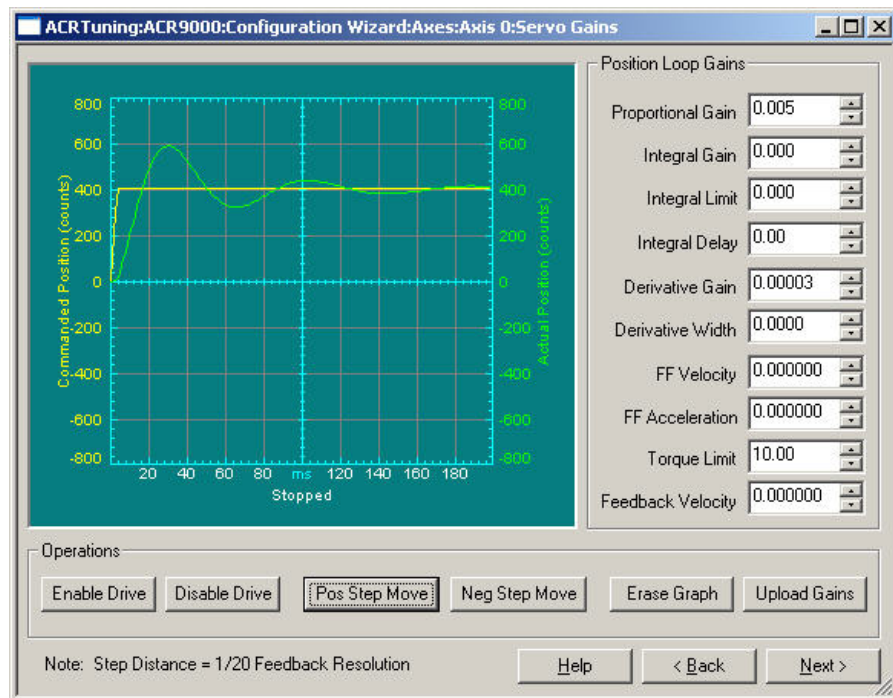 ACRTuning:ACR9000:Configuration Wizard:Axes:Axis 0:Servo Gains
Commanded Position (counts)
800
600
400
200
0
-200
-400
-600
-800
800
600
400
200
0
-200
-400
-600
-800
Actual Position (counts)
20 40 60 80 ms 120 140 160 180
Stopped
Position Loop Gains
Proportional Gain 0.005
Integral Gain 0.000
Integral Limit 0.000
Integral Delay 0.00
Derivative Gain 0.00003
Derivative Width 0.0000
FF Velocity 0.000000
FF Acceleration 0.000000
Torque Limit 10.00
Feedback Velocity 0.000000
Operations
Enable Drive Disable Drive Pos Step Move Neg Step Move Erase Graph Upload Gains
Note: Step Distance = 1/20 Feedback Resolution
Help < Back Next >